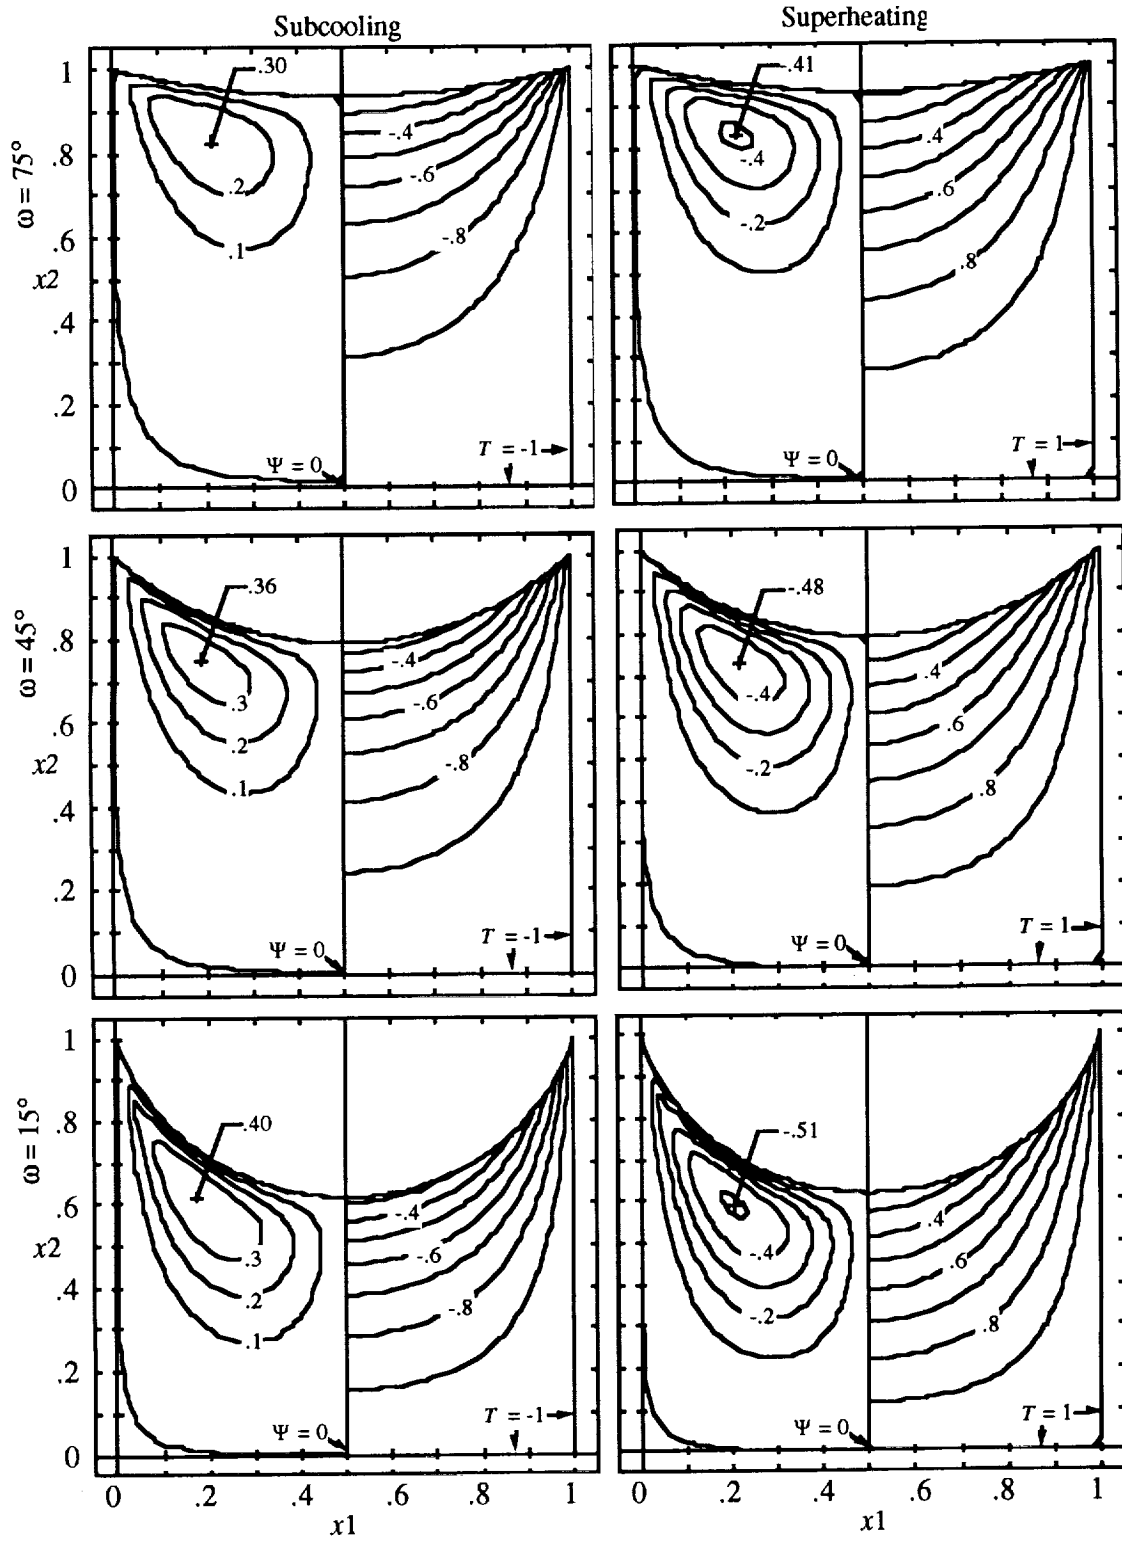 Subcooling
Superheating
ω = 75°
x2
1
.8
.6
.4
.2
0
.30
.2
.1
-.4
-.6
-.8
Ψ = 0
T = -1
-.41
-.4
-.2
.4
.6
.8
Ψ = 0
T = 1
ω = 45°
x2
1
.8
.6
.4
.2
0
.36
.3
.2
.1
-.4
-.6
-.8
Ψ = 0
T = -1
-.48
-.4
-.2
.4
.6
.8
Ψ = 0
T = 1
ω = 15°
x2
1
.8
.6
.4
.2
0
.40
.3
.2
.1
-.4
-.6
-.8
Ψ = 0
T = -1
-.51
-.4
-.2
.4
.6
.8
Ψ = 0
T = 1
0 .2 .4 .6 .8 1
x1
0 .2 .4 .6 .8 1
x1